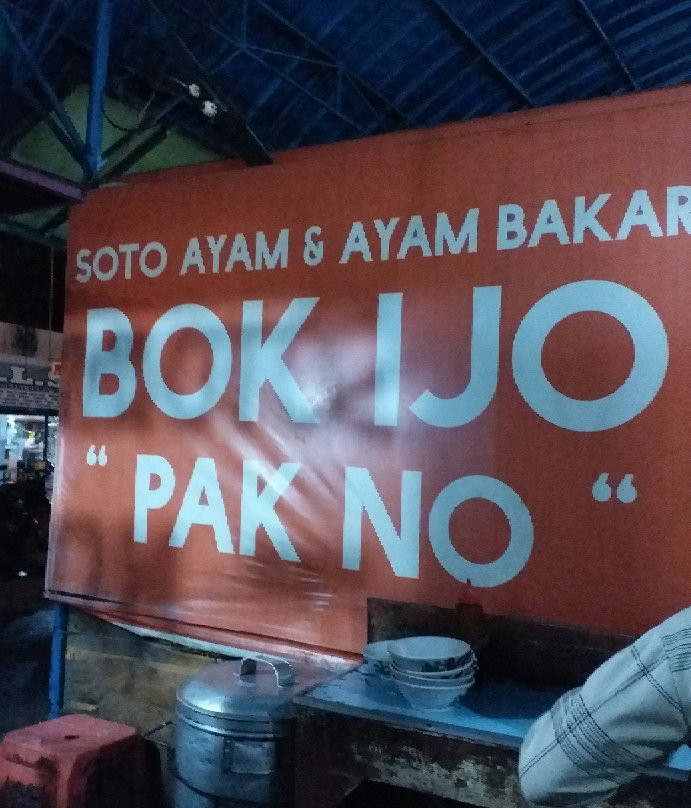 SOTO AYAM & AYAM BAKAR
BOK IJO
“ PAK NO “